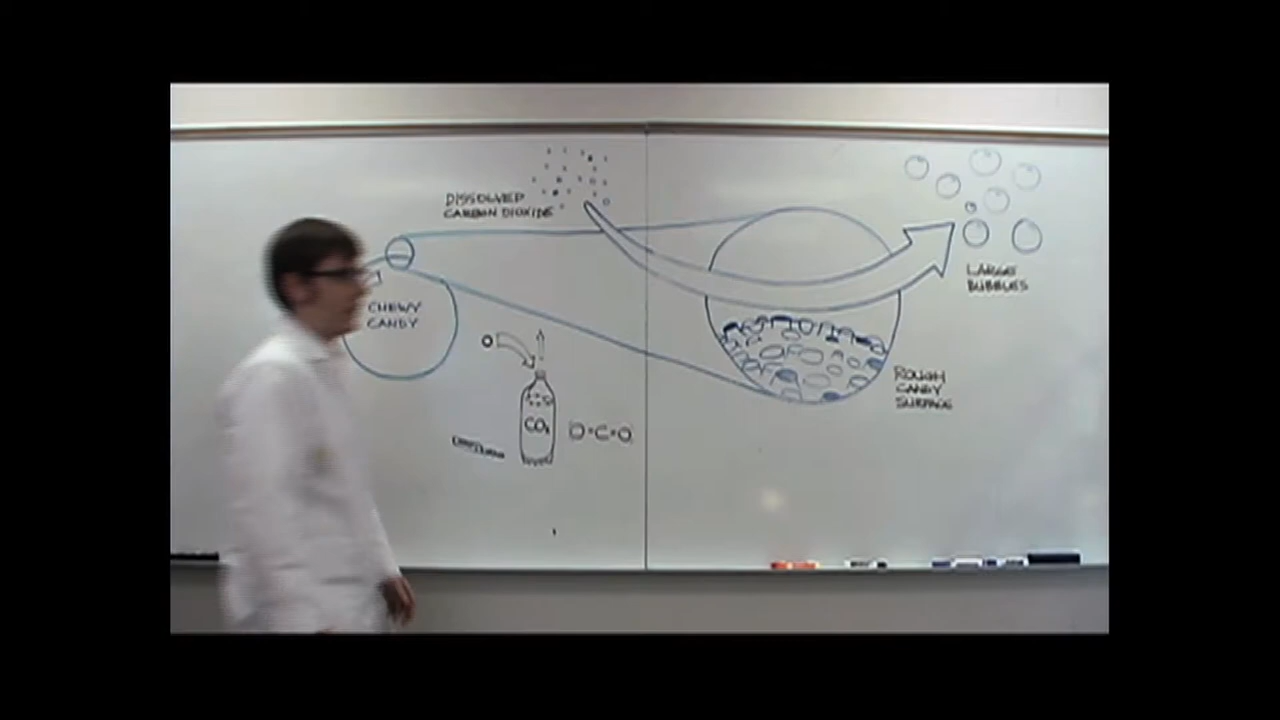 DISSOLVED
CARBON DIOXIDE
CHEWY
CANDY
LARGE
BUBBLES
ROUGH
CANDY
SURFACE
CO₂
O=C=O